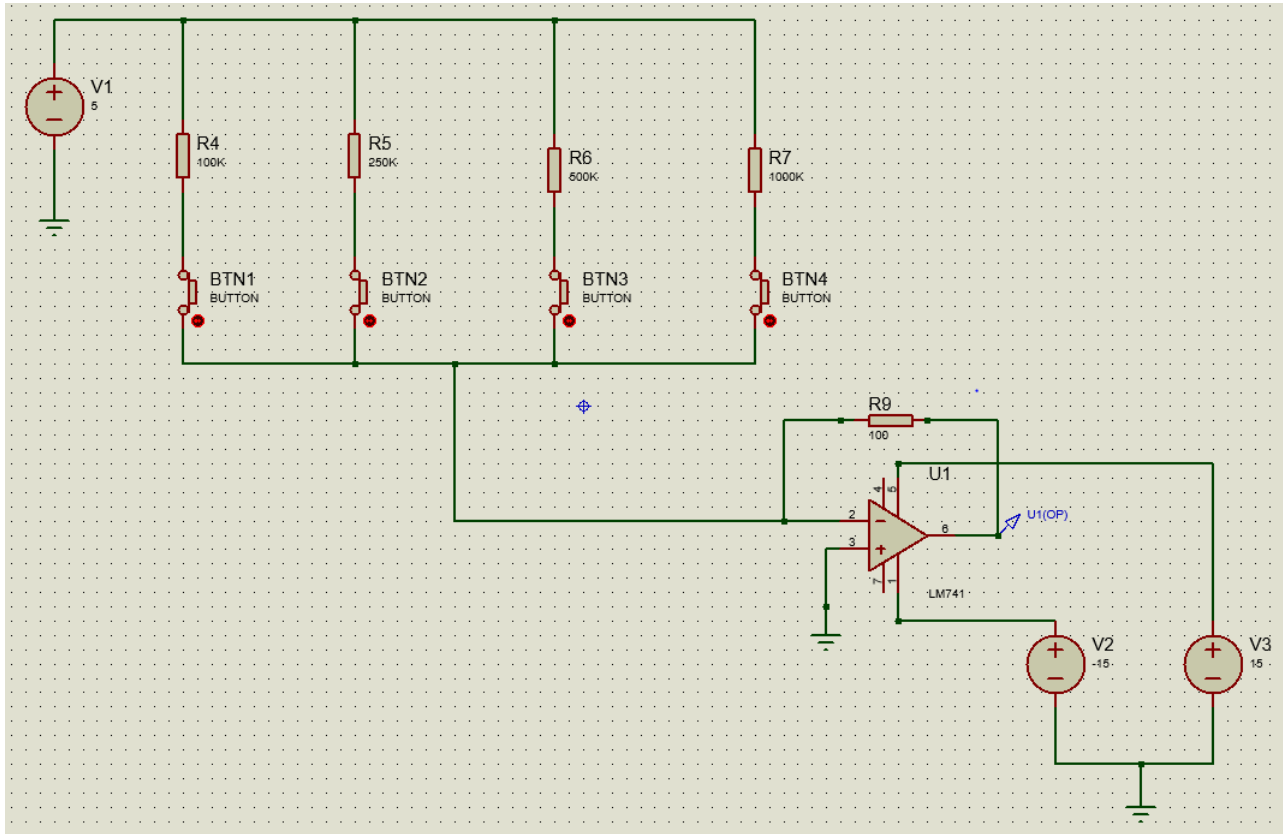 V1
5
R4
100K
R5
250K
R6
500K
R7
1000K
BTN1
BUTTON
BTN2
BUTTON
BTN3
BUTTON
BTN4
BUTTON
R9
100
U1
4
5
2
3
6
7
1
U1(OP)
LM741
V2
-15
V3
15